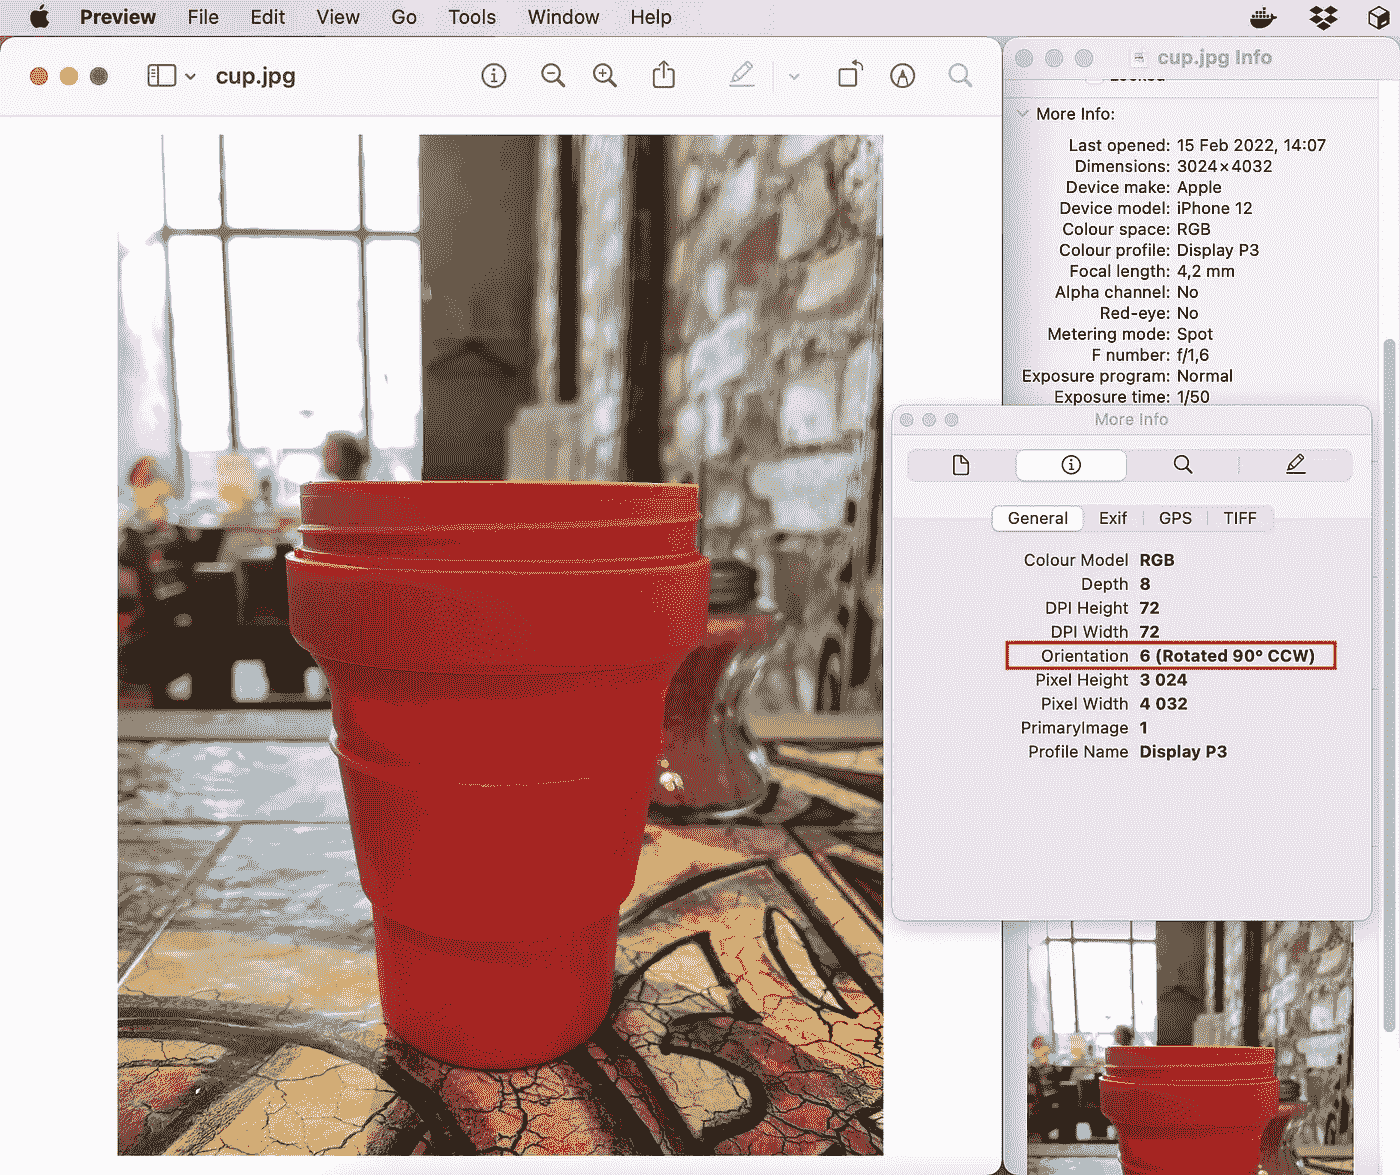 Preview File Edit View Go Tools Window Help
cup.jpg
cup.jpg Info
Locked
More Info:
Last opened: 15 Feb 2022, 14:07
Dimensions: 3024×4032
Device make: Apple
Device model: iPhone 12
Colour space: RGB
Colour profile: Display P3
Focal length: 4,2 mm
Alpha channel: No
Red-eye: No
Metering mode: Spot
F number: f/1,6
Exposure program: Normal
Exposure time: 1/50
More Info
General Exif GPS TIFF
Colour Model RGB
Depth 8
DPI Height 72
DPI Width 72
Orientation 6 (Rotated 90° CCW)
Pixel Height 3 024
Pixel Width 4 032
PrimaryImage 1
Profile Name Display P3